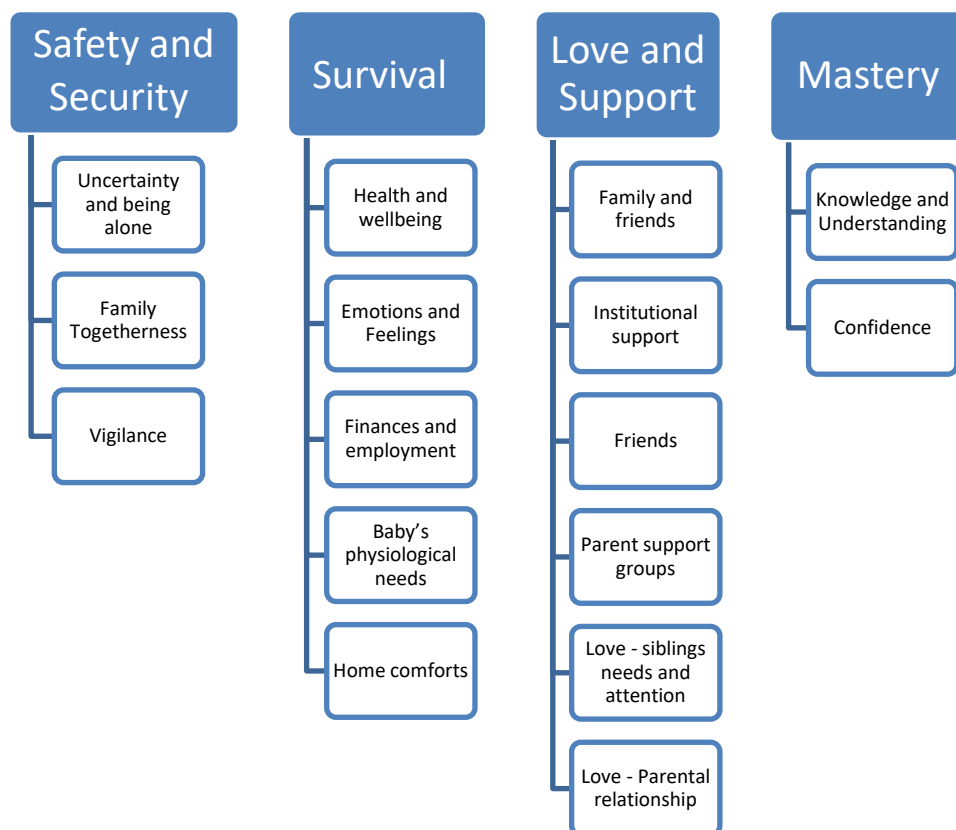 Safety and
Security
Uncertainty
and being
alone
Family
Togetherness
Vigilance
Survival
Health and
wellbeing
Emotions and
Feelings
Finances and
employment
Baby’s
physiological
needs
Home comforts
Love and
Support
Family and
friends
Institutional
support
Friends
Parent support
groups
Love - siblings
needs and
attention
Love - Parental
relationship
Mastery
Knowledge and
Understanding
Confidence